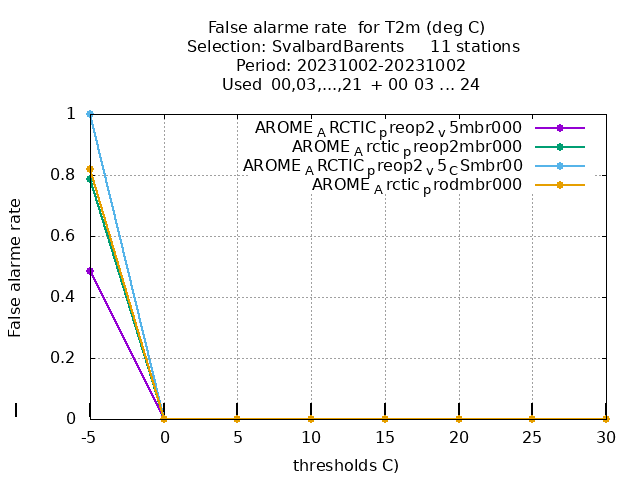 False alarme rate  for T2m (deg C)
Selection: SvalbardBarents     11 stations
Period: 20231002-20231002
Used  00,03,...,21  + 00 03 ... 24
1
0.8
0.6
0.4
0.2
0
False alarme rate
AROME_ARCTIC_preop2_v5mbr000
AROME_Arctic_preop2mbr000
AROME_ARCTIC_preop2_v5_CSmbr00
AROME_Arctic_prodmbr000
-5 0 5 10 15 20 25 30
thresholds C)